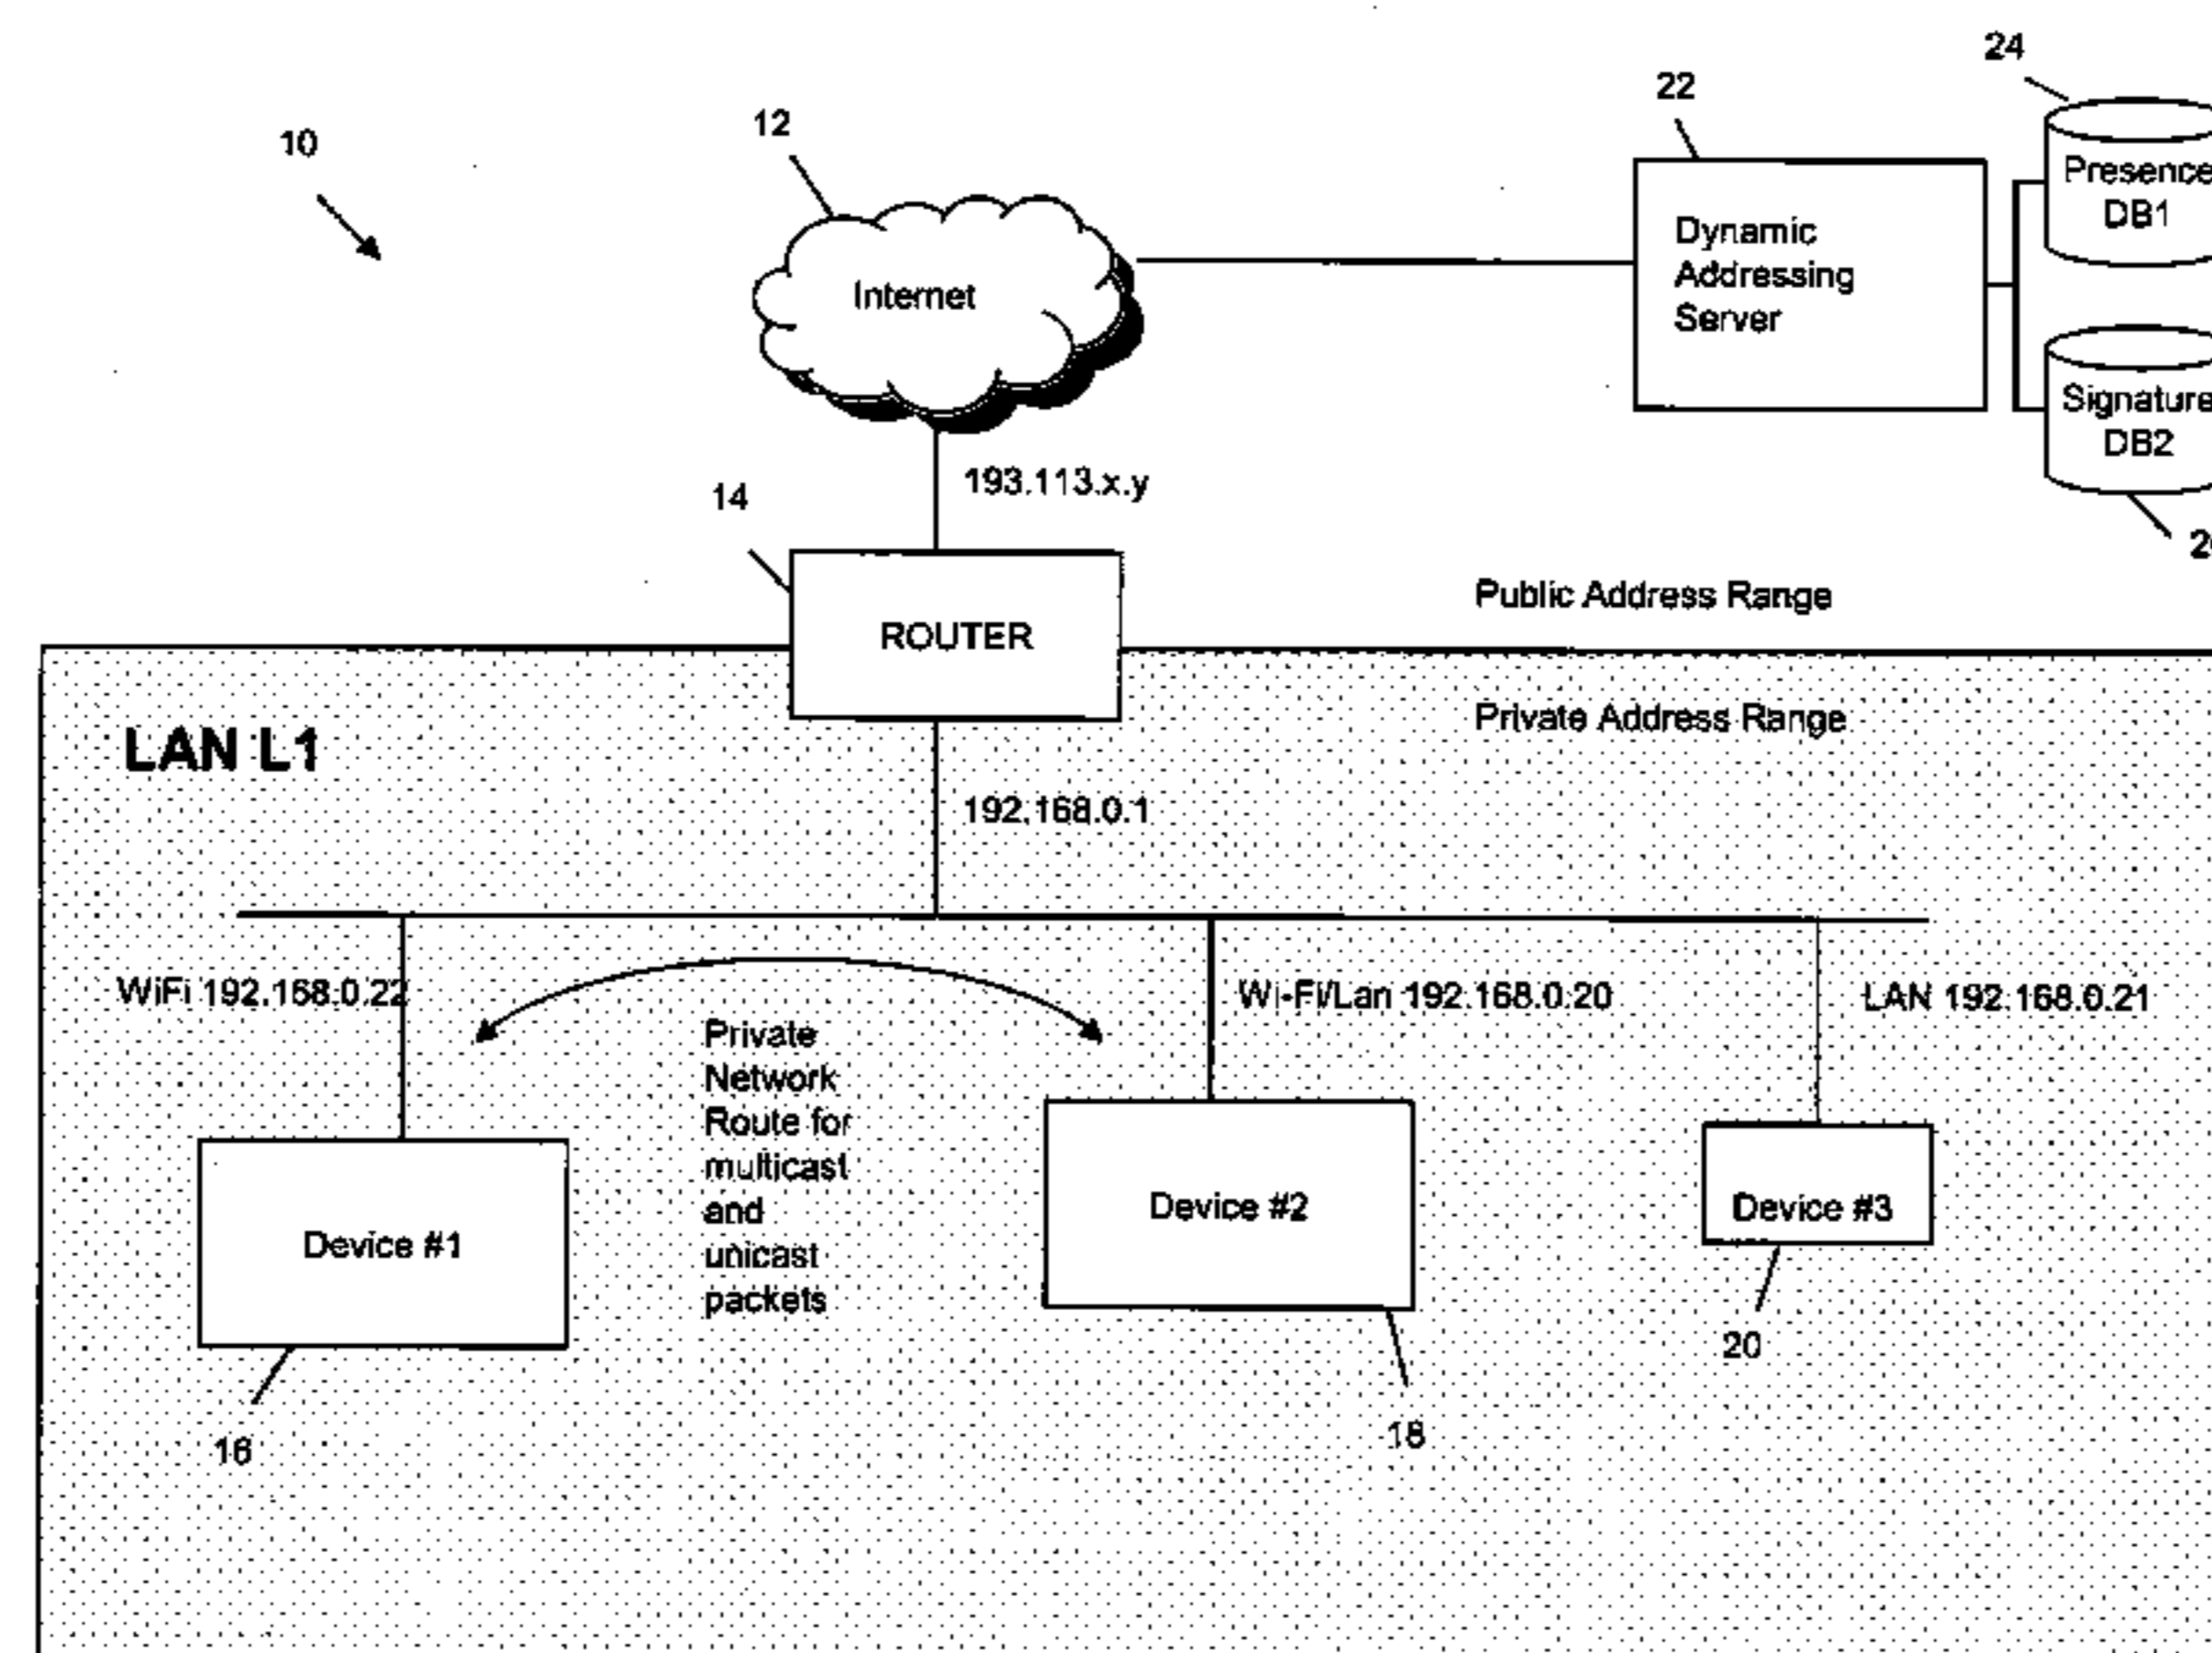 24
22
12
10
Presence
DB1
Dynamic
Addressing
Server
Internet
Signature
DB2
193.113.x.y
14
Public Address Range
ROUTER
Private Address Range
LAN L1
192.168.0.1
WiFi 192.168.0.22
Wi-Fi/Lan 192.168.0.20
LAN 192.168.0.21
Private
Network
Route for
multicast
and
unicast
packets
Device #1
Device #2
Device #3
20
18
16